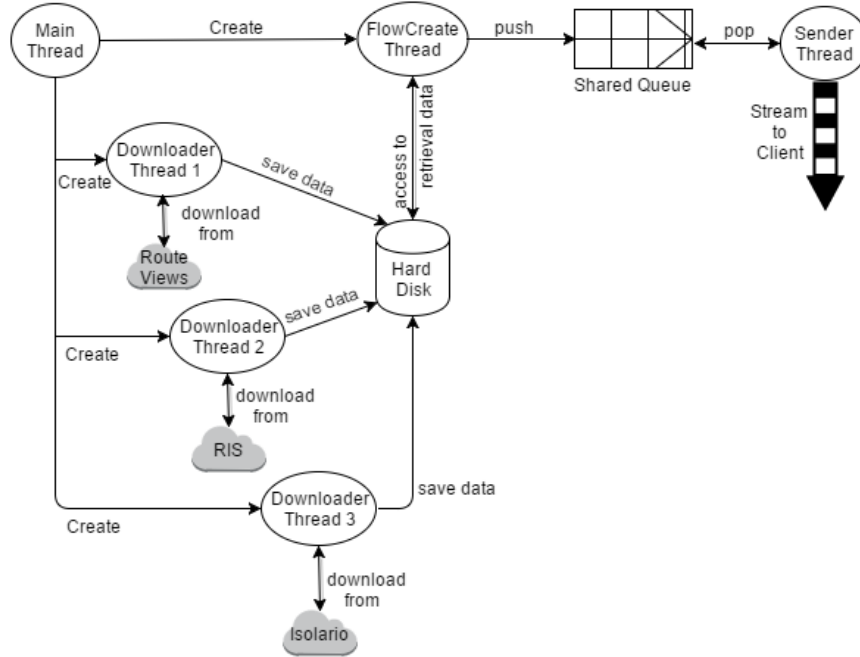 Main
Thread
Create
FlowCreate
Thread
push
Shared Queue
pop
Sender
Thread
Stream
to
Client
access to
retrieval data
Create
Downloader
Thread 1
save data
download
from
Route
Views
Hard
Disk
Create
Downloader
Thread 2
save data
download
from
RIS
Create
Downloader
Thread 3
save data
download
from
Isolario